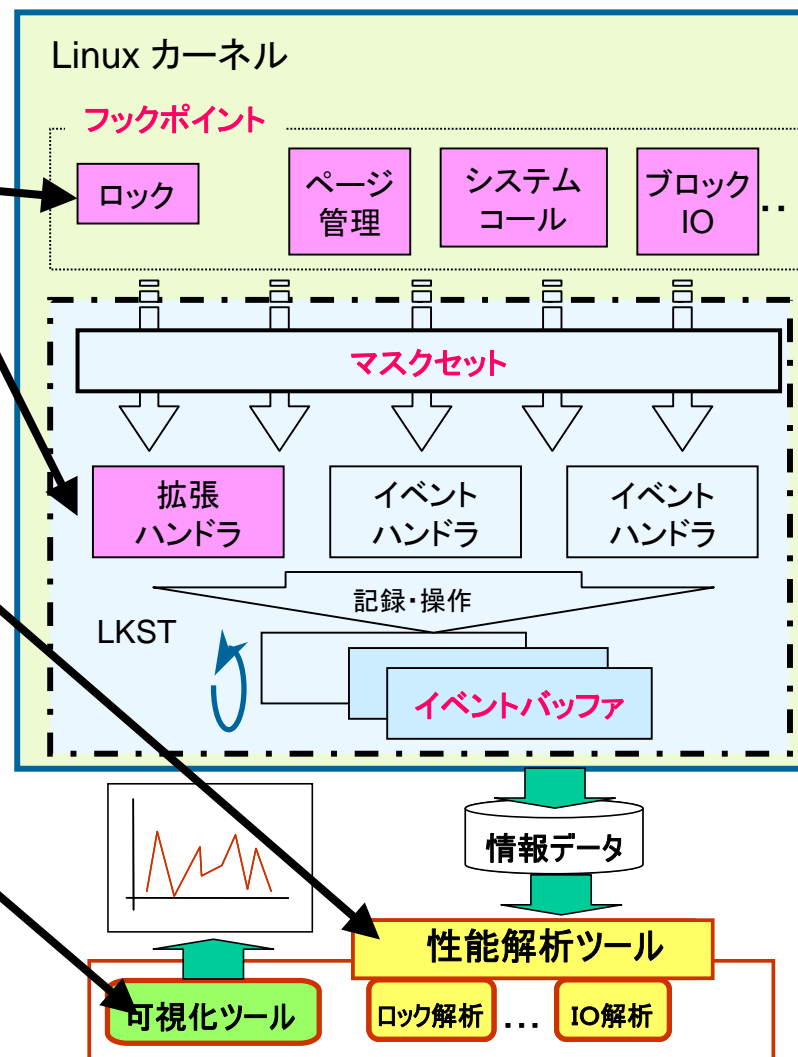 Linux カーネル
フックポイント
ロック
ページ
管理
システム
コール
ブロック
IO
‥
マスクセット
拡張
ハンドラ
イベント
ハンドラ
イベント
ハンドラ
記録・操作
LKST
イベントバッファ
情報データ
性能解析ツール
可視化ツール
ロック解析
…
IO解析